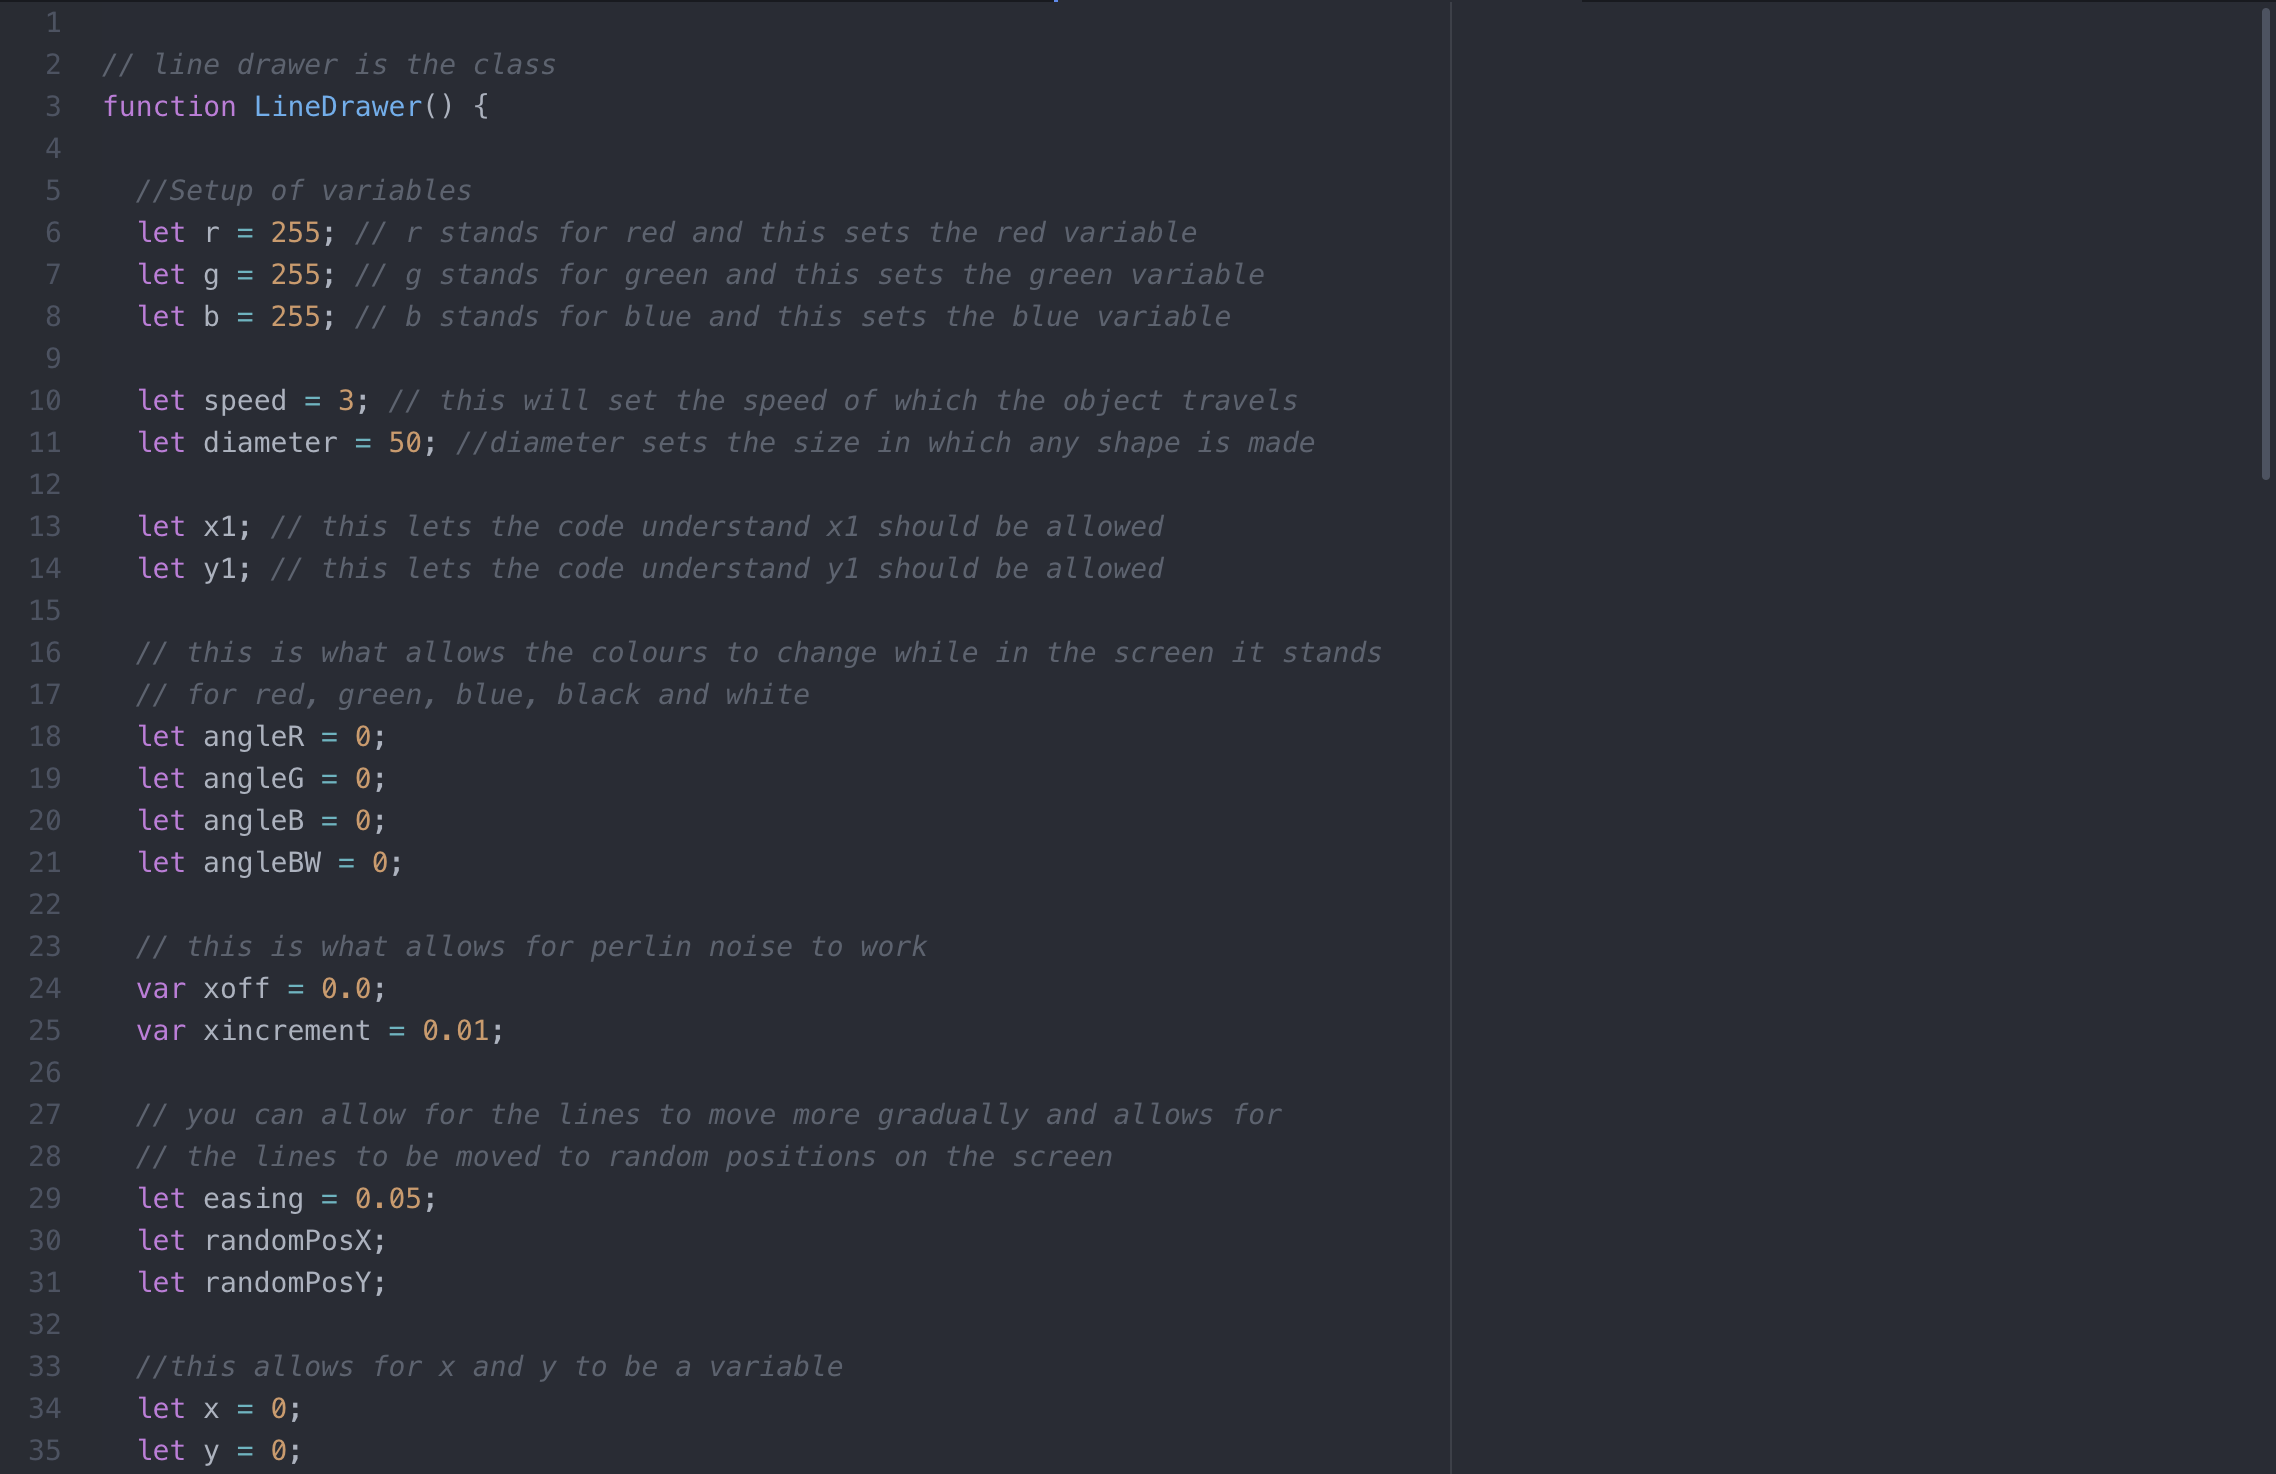 1
2 // line drawer is the class
3 function LineDrawer() {
4
5 //Setup of variables
6 let r = 255; // r stands for red and this sets the red variable
7 let g = 255; // g stands for green and this sets the green variable
8 let b = 255; // b stands for blue and this sets the blue variable
9
10 let speed = 3; // this will set the speed of which the object travels
11 let diameter = 50; //diameter sets the size in which any shape is made
12
13 let x1; // this lets the code understand x1 should be allowed
14 let y1; // this lets the code understand y1 should be allowed
15
16 // this is what allows the colours to change while in the screen it stands
17 // for red, green, blue, black and white
18 let angleR = 0;
19 let angleG = 0;
20 let angleB = 0;
21 let angleBW = 0;
22
23 // this is what allows for perlin noise to work
24 var xoff = 0.0;
25 var xincrement = 0.01;
26
27 // you can allow for the lines to move more gradually and allows for
28 // the lines to be moved to random positions on the screen
29 let easing = 0.05;
30 let randomPosX;
31 let randomPosY;
32
33 //this allows for x and y to be a variable
34 let x = 0;
35 let y = 0;